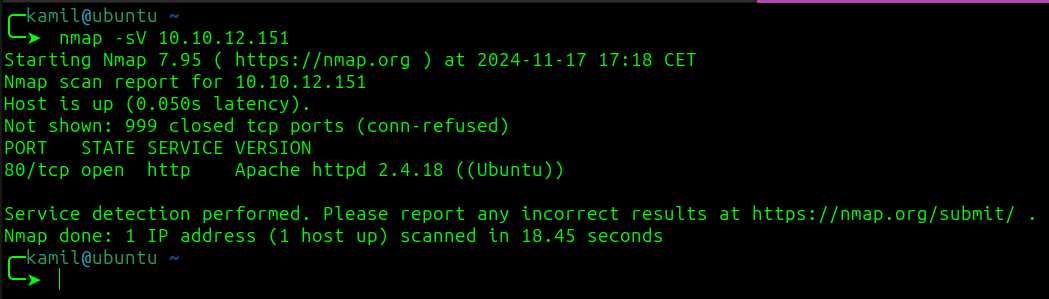 kamil@ubuntu ~
nmap -sV 10.10.12.151
Starting Nmap 7.95 ( https://nmap.org ) at 2024-11-17 17:18 CET
Nmap scan report for 10.10.12.151
Host is up (0.050s latency).
Not shown: 999 closed tcp ports (conn-refused)
PORT   STATE SERVICE VERSION
80/tcp open  http    Apache httpd 2.4.18 ((Ubuntu))
Service detection performed. Please report any incorrect results at https://nmap.org/submit/ .
Nmap done: 1 IP address (1 host up) scanned in 18.45 seconds
kamil@ubuntu ~